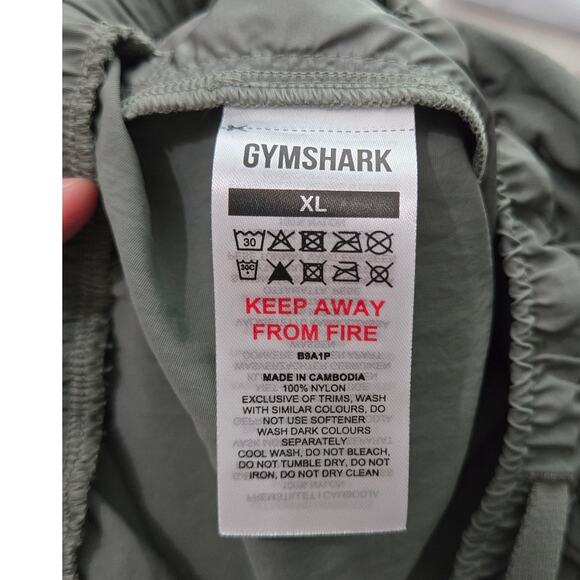 GYMSHARK
XL
30
30C
KEEP AWAY
FROM FIRE
B9A1P
MADE IN CAMBODIA
100% NYLON
EXCLUSIVE OF TRIMS, WASH
WITH SIMILAR COLOURS, DO
NOT USE SOFTENER
WASH DARK COLOURS
SEPARATELY
COOL WASH, DO NOT BLEACH,
DO NOT TUMBLE DRY, DO NOT
IRON, DO NOT DRY CLEAN